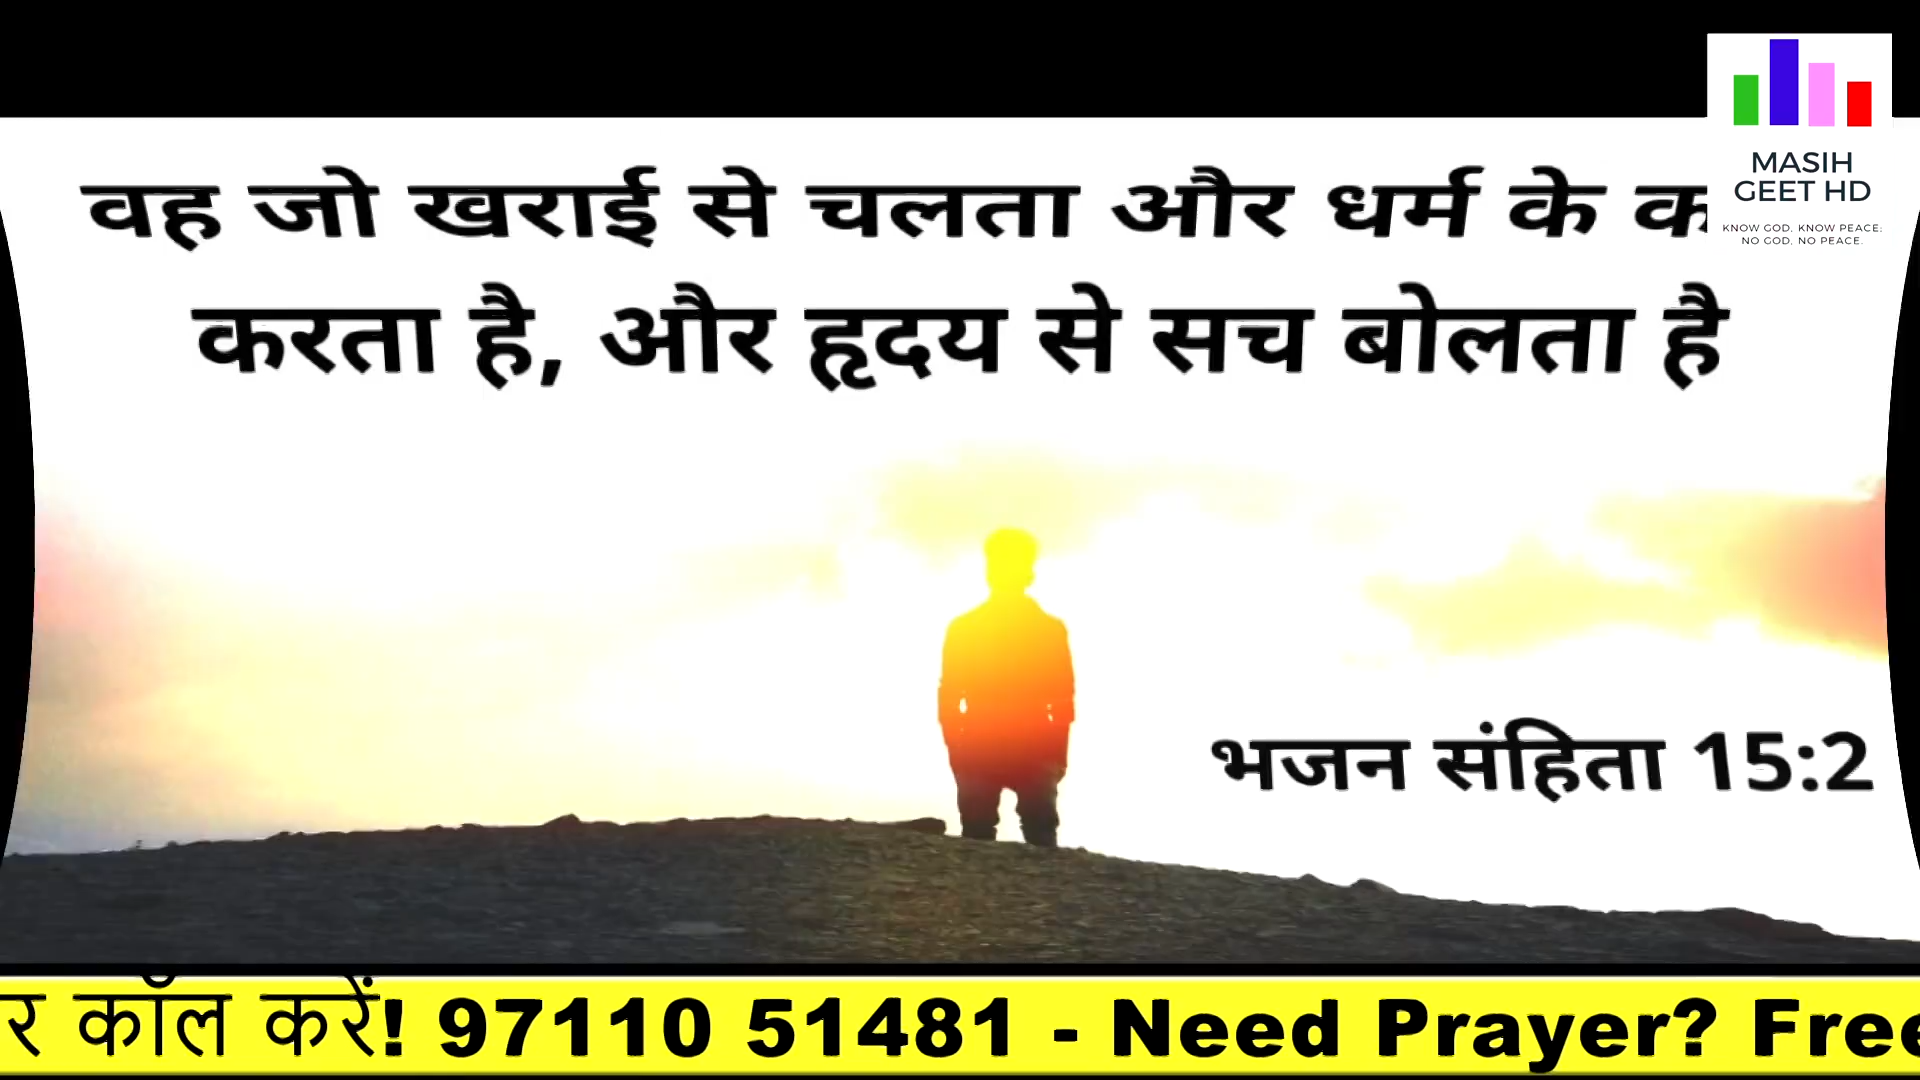 वह जो खराई से चलता और धर्म के
करता है, और हृदय से सच बोलता है
MASIH
GEET HD
KNOW GOD, KNOW PEACE;
NO GOD, NO PEACE.
भजन संहिता 15:2
र कॉल करें! 97110 51481 - Need Prayer? Free